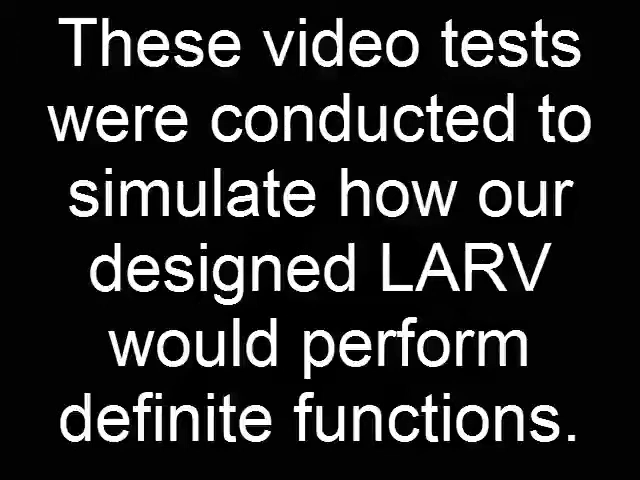 These video tests
were conducted to
simulate how our
designed LARV
would perform
definite functions.